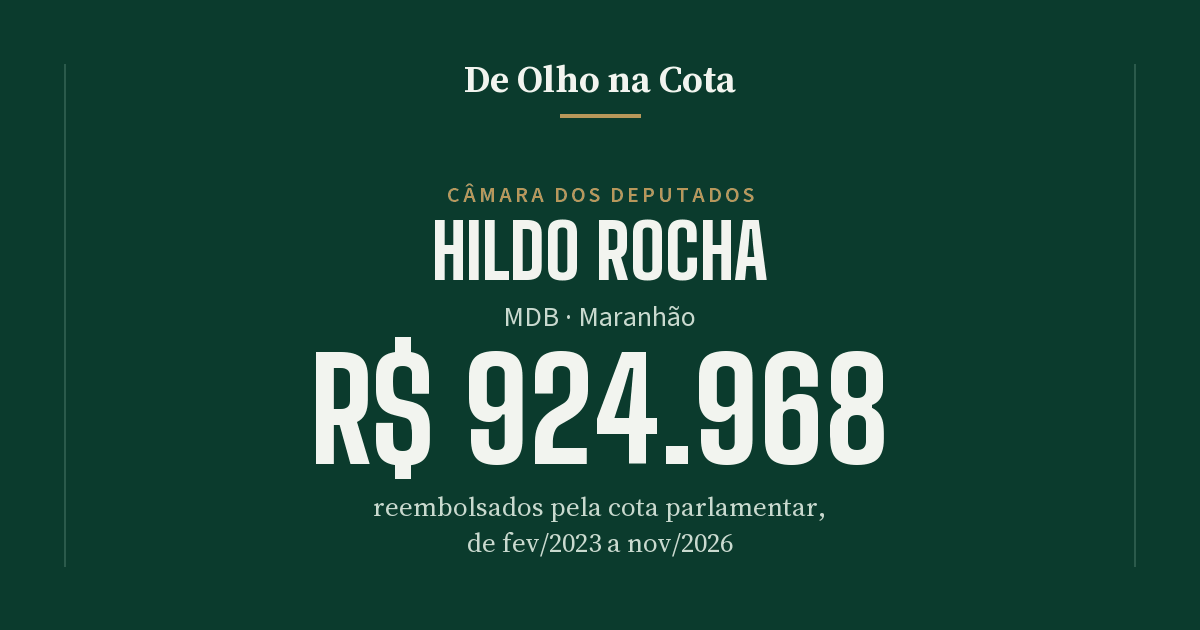 De Olho na Cota
CÂMARA DOS DEPUTADOS
HILDO ROCHA
MDB · Maranhão
R$ 924.968
reembolsados pela cota parlamentar,
de fev/2023 a nov/2026